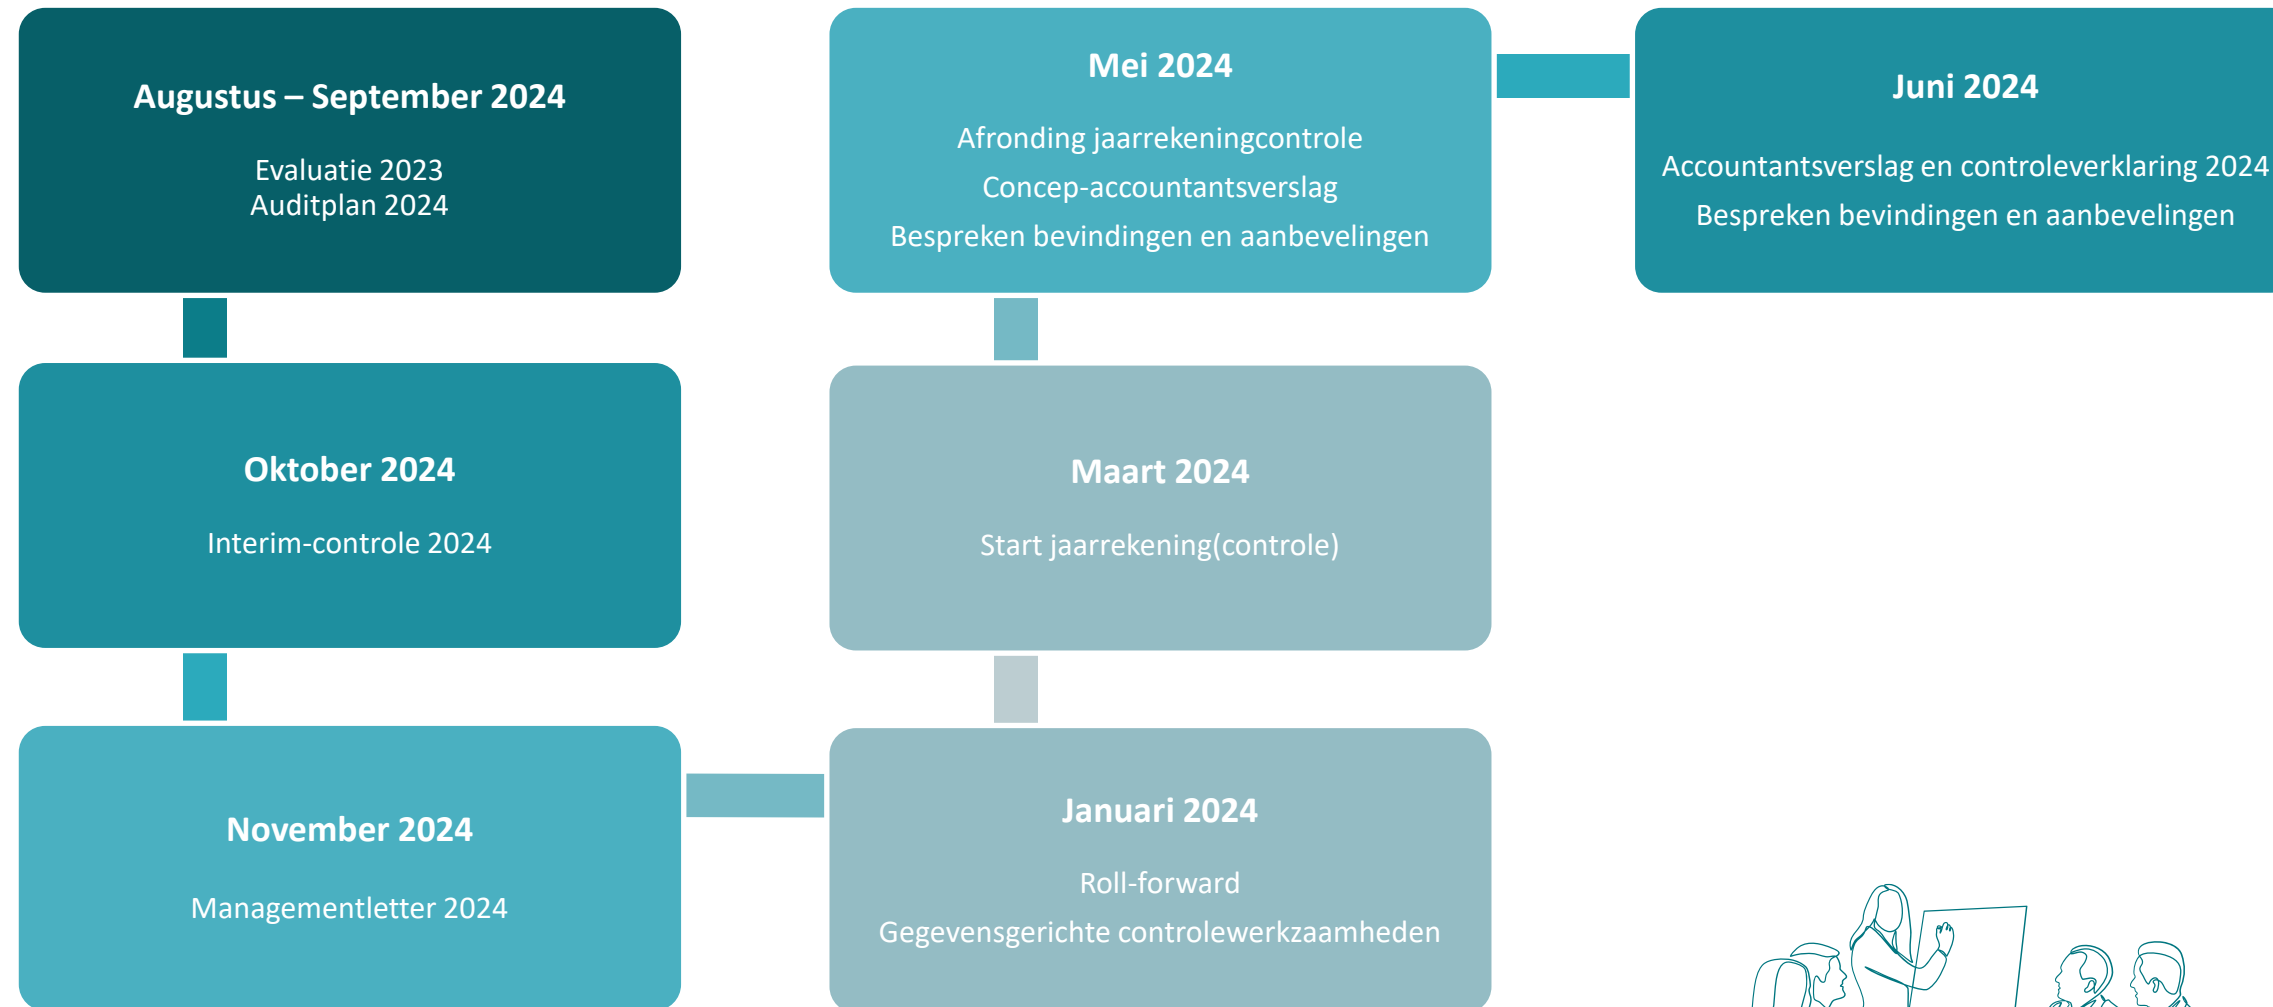 Augustus – September 2024
Evaluatie 2023
Auditplan 2024
Oktober 2024
Interim-controle 2024
November 2024
Managementletter 2024
Januari 2024
Roll-forward
Gegevensgerichte controlewerkzaamheden
Maart 2024
Start jaarrekening(controle)
Mei 2024
Afronding jaarrekeningcontrole
Concep-accountantsverslag
Bespreken bevindingen en aanbevelingen
Juni 2024
Accountantsverslag en controleverklaring 2024
Bespreken bevindingen en aanbevelingen